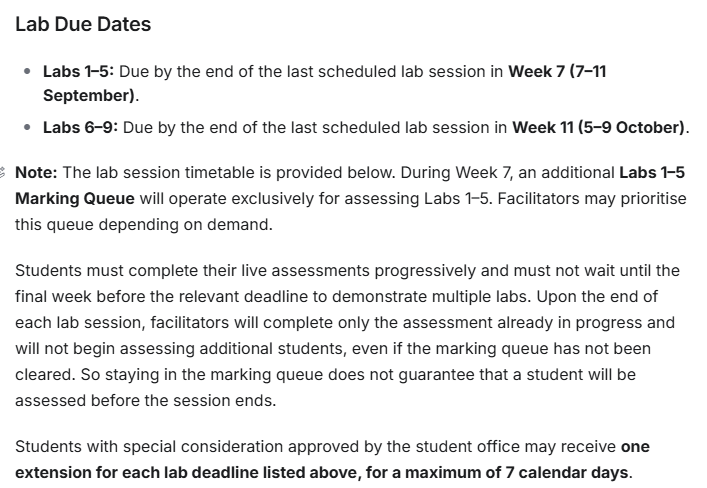 Lab Due Dates
Labs 1–5: Due by the end of the last scheduled lab session in Week 7 (7–11
September).
Labs 6–9: Due by the end of the last scheduled lab session in Week 11 (5–9 October).
Note: The lab session timetable is provided below. During Week 7, an additional Labs 1–5
Marking Queue will operate exclusively for assessing Labs 1–5. Facilitators may prioritise
this queue depending on demand.
Students must complete their live assessments progressively and must not wait until the
final week before the relevant deadline to demonstrate multiple labs. Upon the end of
each lab session, facilitators will complete only the assessment already in progress and
will not begin assessing additional students, even if the marking queue has not been
cleared. So staying in the marking queue does not guarantee that a student will be
assessed before the session ends.
Students with special consideration approved by the student office may receive one
extension for each lab deadline listed above, for a maximum of 7 calendar days.